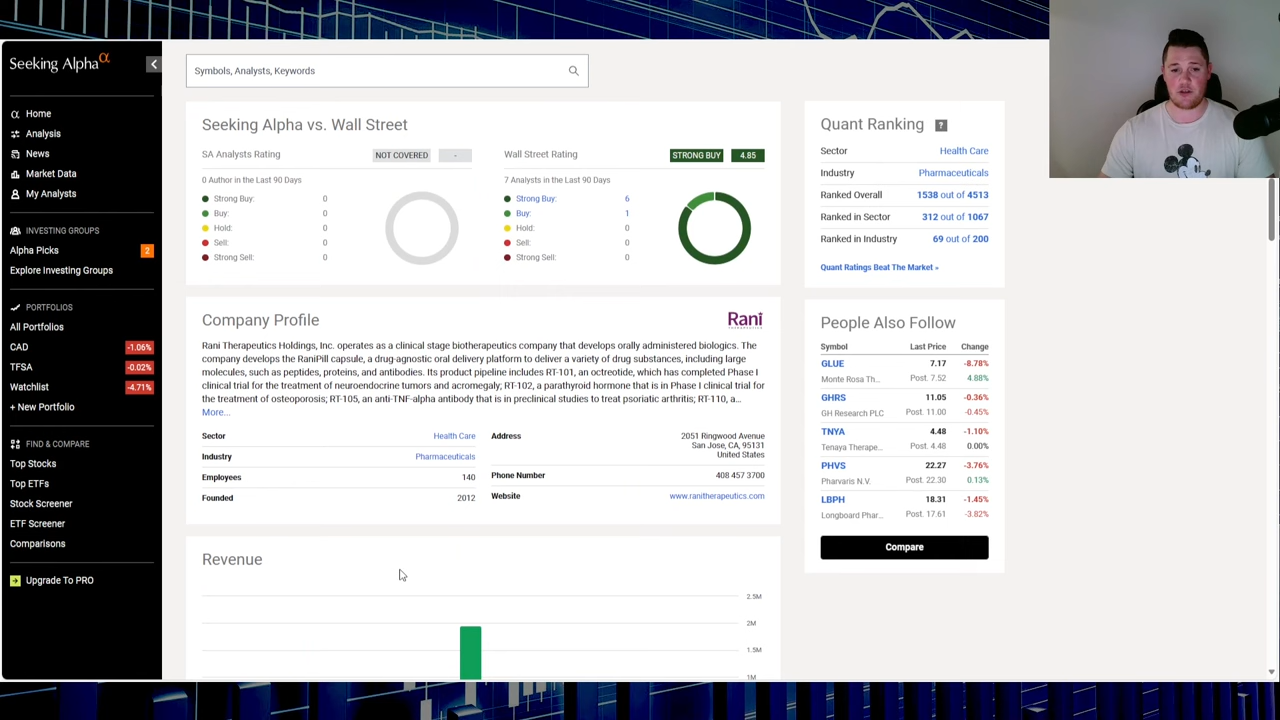 Seeking Alpha α
Home
Analysis
News
Market Data
My Analysts
INVESTING GROUPS
Alpha Picks 2
Explore Investing Groups
PORTFOLIOS
All Portfolios
CAD -1.06%
TFSA -0.02%
Watchlist -4.71%
+ New Portfolio
FIND & COMPARE
Top Stocks
Top ETFs
Stock Screener
ETF Screener
Comparisons
Upgrade To PRO
Symbols, Analysts, Keywords
Seeking Alpha vs. Wall Street
SA Analysts Rating NOT COVERED -
0 Author in the Last 90 Days
Strong Buy: 0
Buy: 0
Hold: 0
Sell: 0
Strong Sell: 0
Wall Street Rating STRONG BUY 4.85
7 Analysts in the Last 90 Days
Strong Buy: 6
Buy: 1
Hold: 0
Sell: 0
Strong Sell: 0
Company Profile
Rani
THERAPEUTICS
Rani Therapeutics Holdings, Inc. operates as a clinical stage biotherapeutics company that develops orally administered biologics. The
company develops the RaniPill capsule, a drug-agnostic oral delivery platform to deliver a variety of drug substances, including large
molecules, such as peptides, proteins, and antibodies. Its product pipeline includes RT-101, an octreotide, which has completed Phase I
clinical trial for the treatment of neuroendocrine tumors and acromegaly; RT-102, a parathyroid hormone that is in Phase I clinical trial for
the treatment of osteoporosis; RT-105, an anti-TNF-alpha antibody that is in preclinical studies to treat psoriatic arthritis; RT-110, a...
More...
Sector Health Care
Industry Pharmaceuticals
Employees 140
Founded 2012
Address 2051 Ringwood Avenue
San Jose, CA, 95131
United States
Phone Number 408 457 3700
Website www.ranitherapeutics.com
Revenue
2.5M
2M
1.5M
1M
Quant Ranking ?
Sector Health Care
Industry Pharmaceuticals
Ranked Overall 1538 out of 4513
Ranked in Sector 312 out of 1067
Ranked in Industry 69 out of 200
Quant Ratings Beat The Market »
People Also Follow
Symbol Last Price Change
GLUE 7.17 -8.78%
Monte Rosa Th... Post. 7.52 4.88%
GHRS 11.05 -0.36%
GH Research PLC Post. 11.00 -0.45%
TNYA 4.48 -1.10%
Tenaya Therape... Post. 4.48 0.00%
PHVS 22.27 -3.76%
Pharvaris N.V. Post. 22.30 0.13%
LBPH 18.31 -1.45%
Longboard Phar... Post. 17.61 -3.82%
Compare